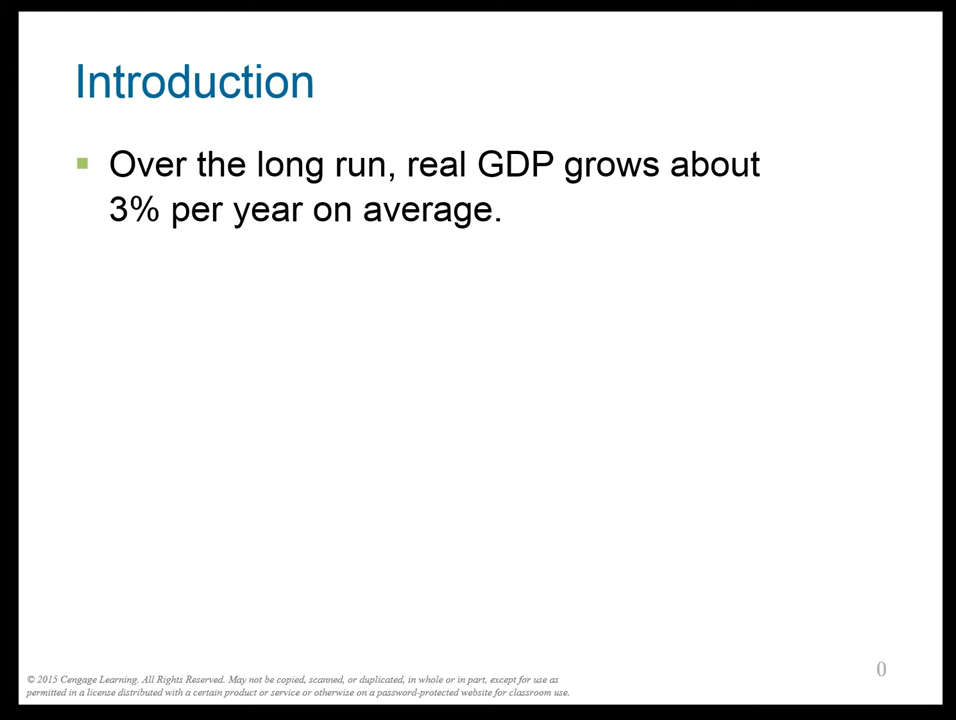 Introduction
▪ Over the long run, real GDP grows about
3% per year on average.
© 2015 Cengage Learning. All Rights Reserved. May not be copied, scanned, or duplicated, in whole or in part, except for use as
permitted in a license distributed with a certain product or service or otherwise on a password-protected website for classroom use.
0